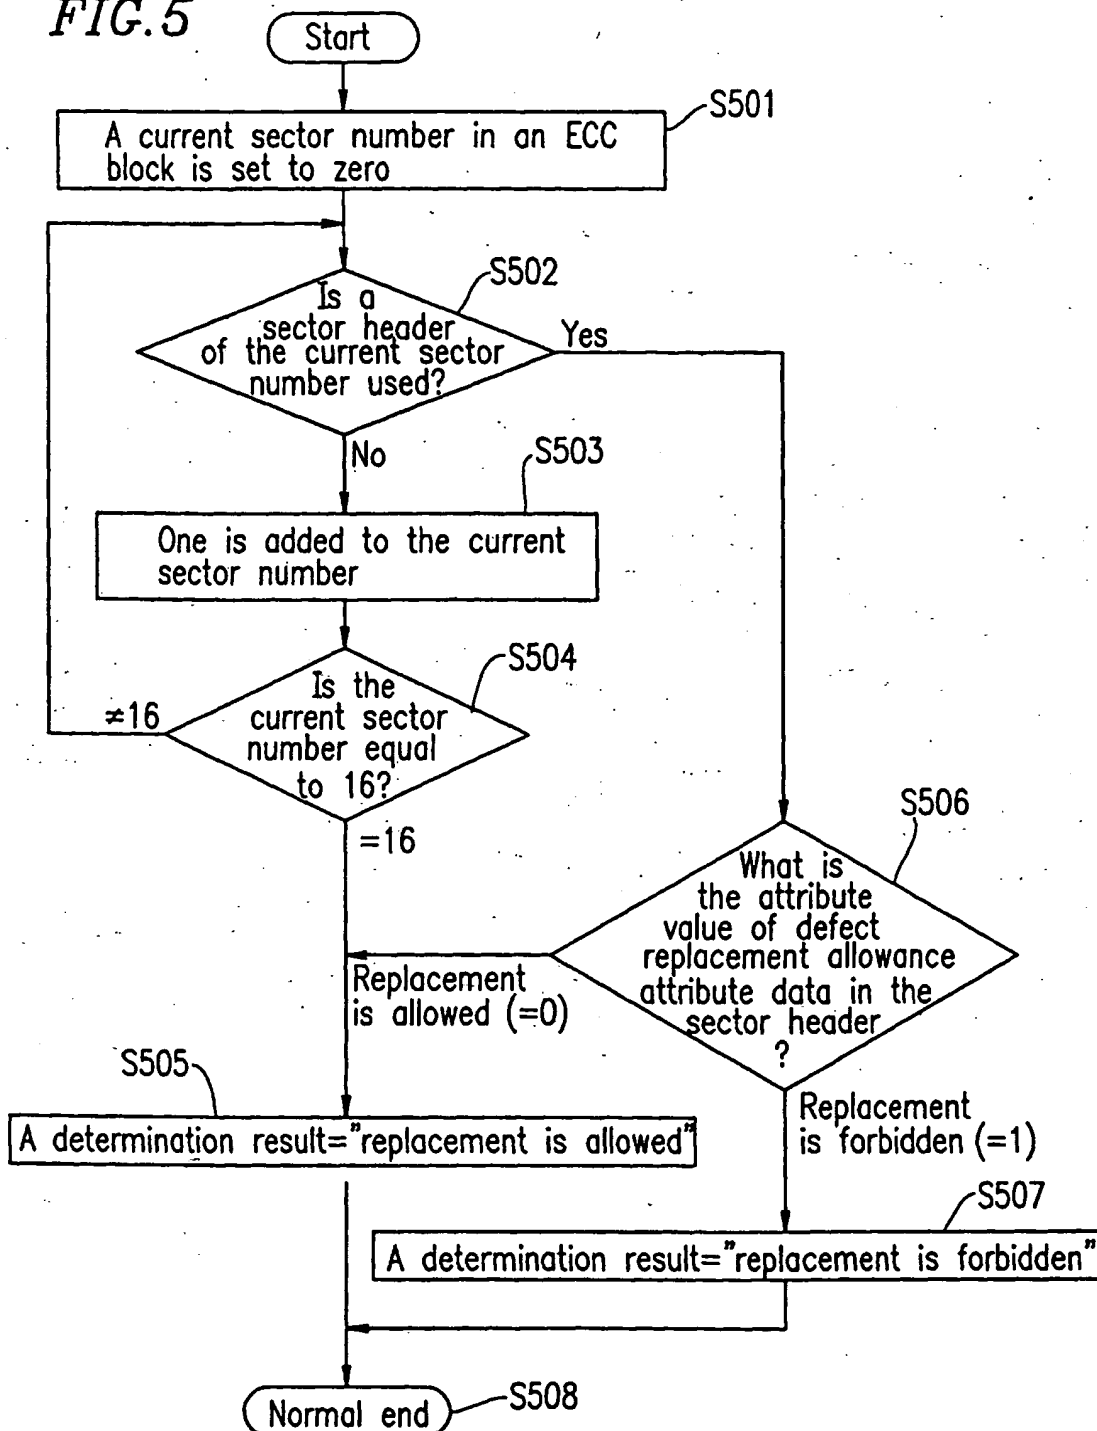 FIG.5
Start
S501
A current sector number in an ECC
block is set to zero
S502
Is a
sector header
of the current sector
number used?
Yes
No
S503
One is added to the current
sector number
S504
Is the
current sector
number equal
to 16?
≠16
=16
S506
What is
the attribute
value of defect
replacement allowance
attribute data in the
sector header
?
Replacement
is allowed (=0)
S505
A determination result="replacement is allowed"
Replacement
is forbidden (=1)
S507
A determination result="replacement is forbidden"
S508
Normal end